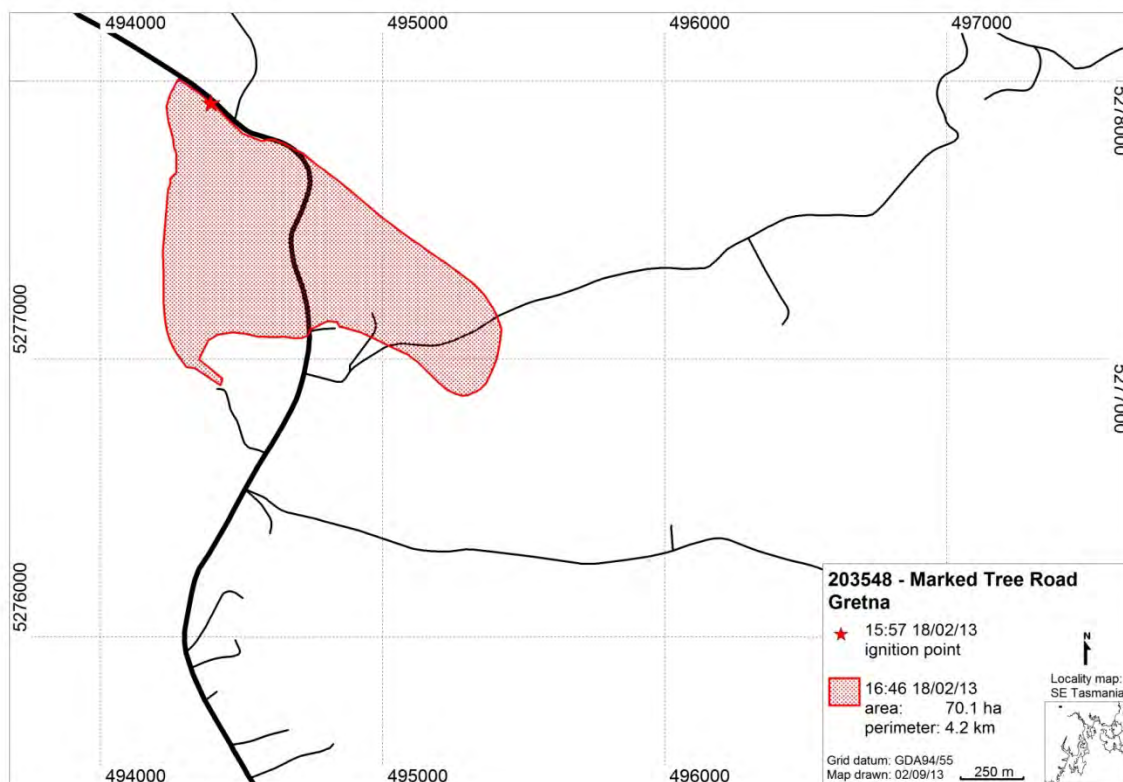 494000
495000
496000
497000
5278000
5277000
5277000
5276000
494000
495000
496000
203548 - Marked Tree Road
Gretna
15:57 18/02/13
ignition point
16:46 18/02/13
area: 70.1 ha
perimeter: 4.2 km
N
Locality map:
SE Tasmania
Grid datum: GDA94/55
Map drawn: 02/09/13
250 m